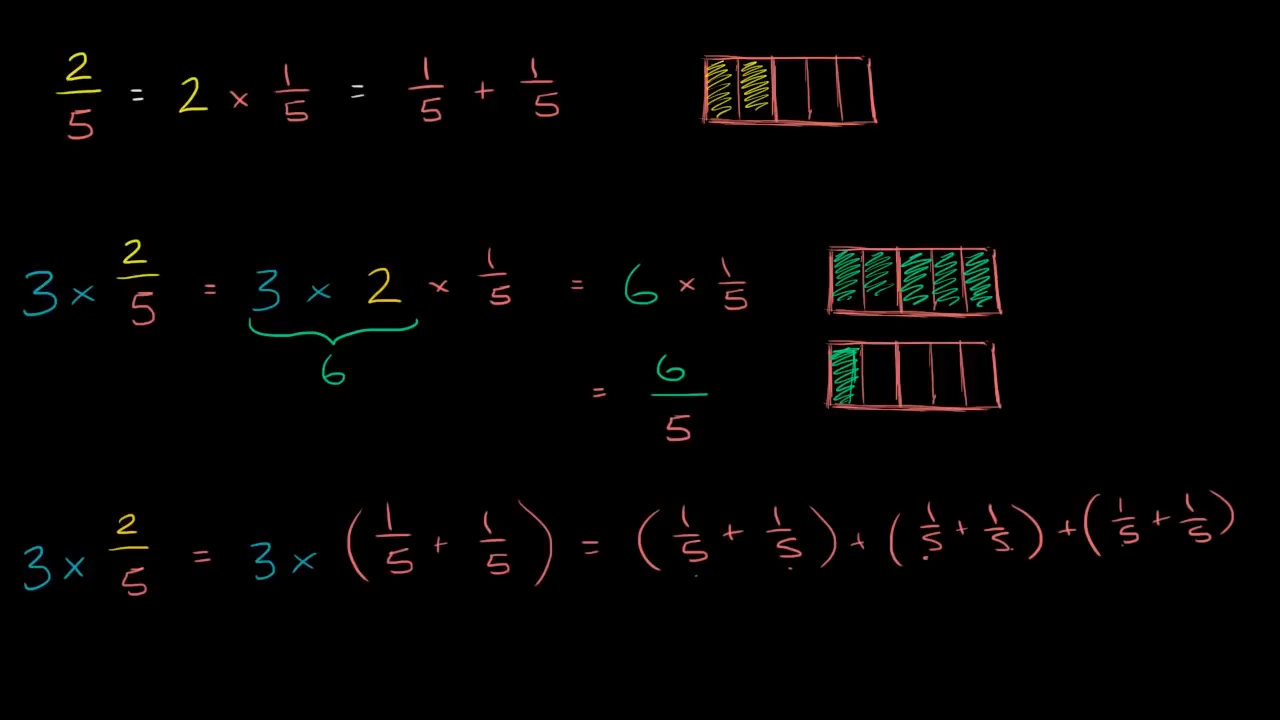 2/5 = 2 × 1/5 = 1/5 + 1/5
3 × 2/5 = 3 × 2 × 1/5 = 6 × 1/5
6
= 6/5
3 × 2/5 = 3 × (1/5 + 1/5) = (1/5 + 1/5) + (1/5 + 1/5) + (1/5 + 1/5)